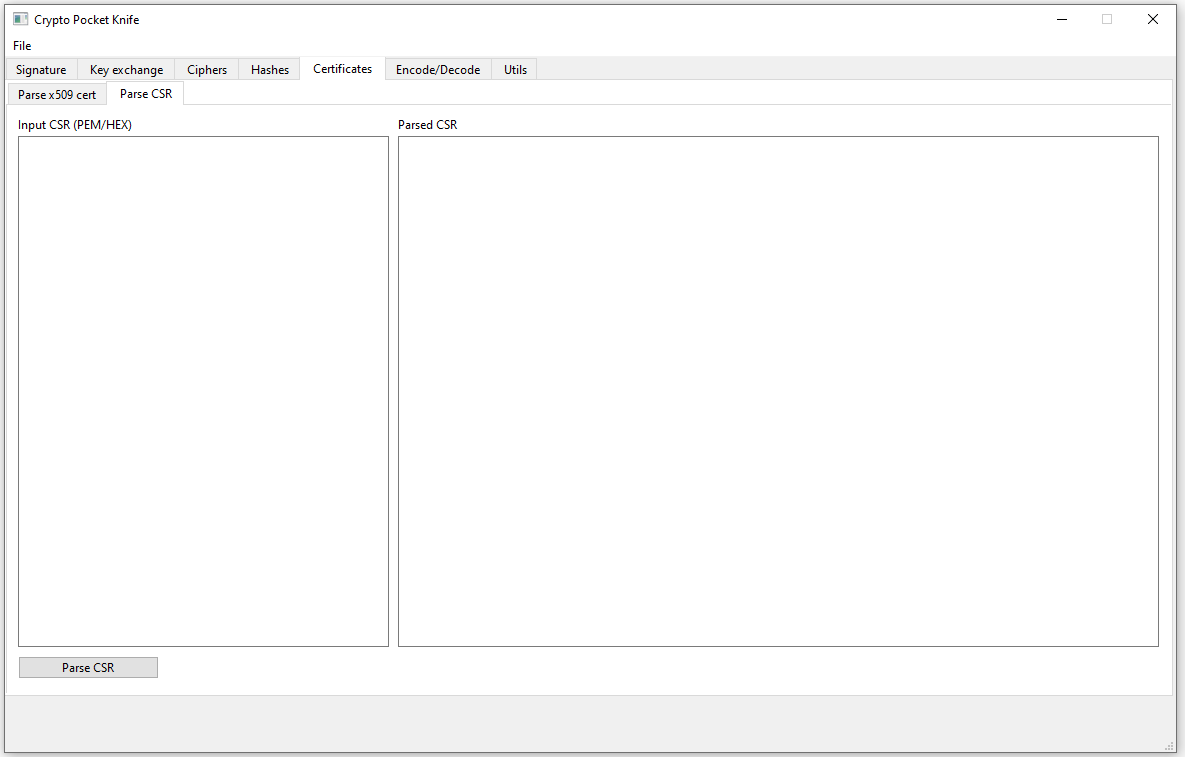 Crypto Pocket Knife
File
Signature Key exchange Ciphers Hashes Certificates Encode/Decode Utils
Parse x509 cert Parse CSR
Input CSR (PEM/HEX) Parsed CSR
Parse CSR